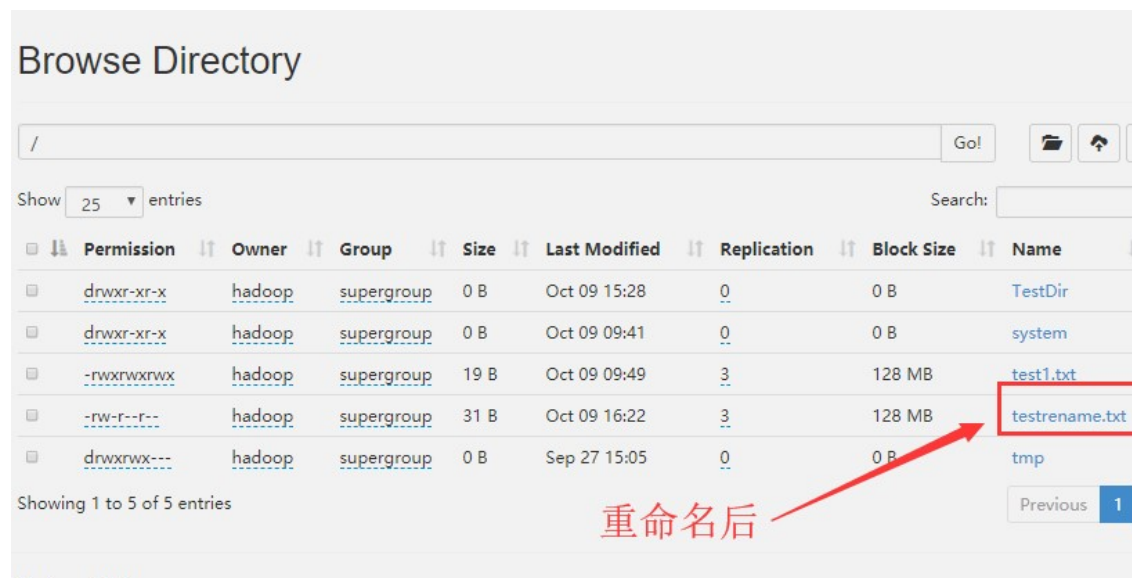 Browse Directory
/ Go!
Show 25 entries Search:
Permission Owner Group Size Last Modified Replication Block Size Name
drwxr-xr-x hadoop supergroup 0 B Oct 09 15:28 0 0 B TestDir
drwxr-xr-x hadoop supergroup 0 B Oct 09 09:41 0 0 B system
-rwxrwxrwx hadoop supergroup 19 B Oct 09 09:49 3 128 MB test1.txt
-rw-r--r-- hadoop supergroup 31 B Oct 09 16:22 3 128 MB testrename.txt
drwxrwx--- hadoop supergroup 0 B Sep 27 15:05 0 0 B tmp
Showing 1 to 5 of 5 entries Previous 1
重命名后